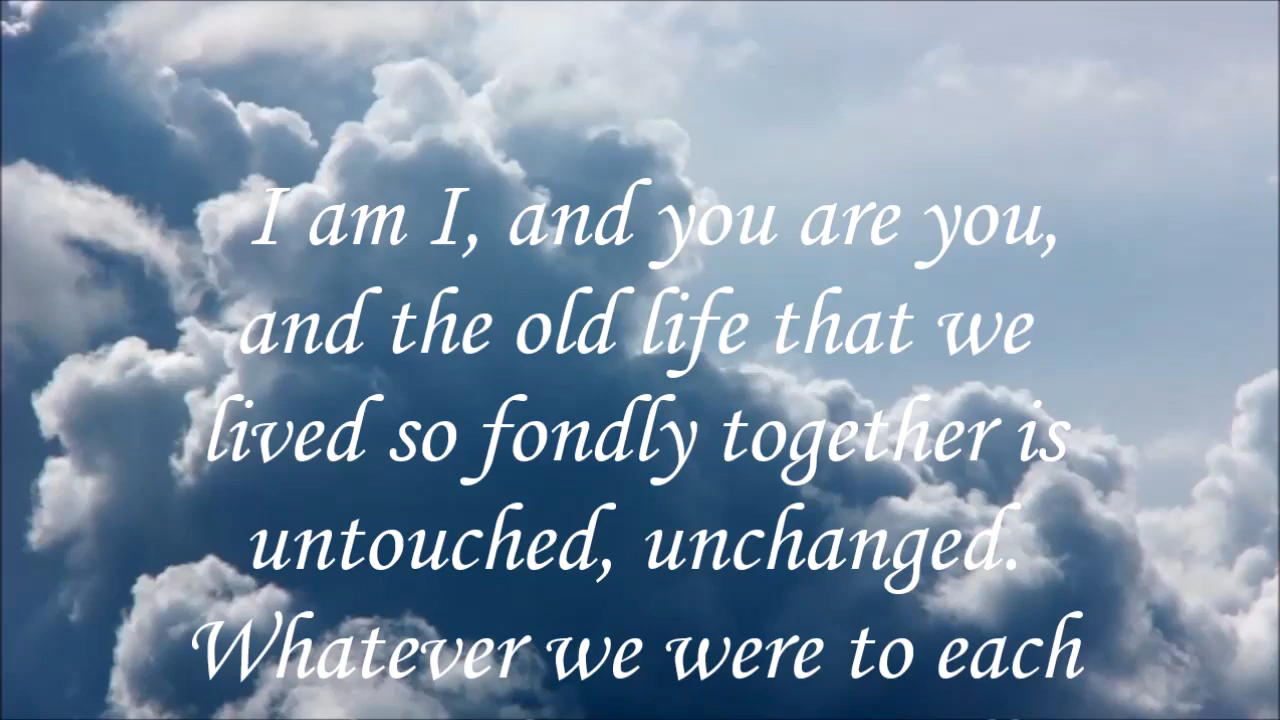 I am I, and you are you,
and the old life that we
lived so fondly together is
untouched, unchanged.
Whatever we were to each